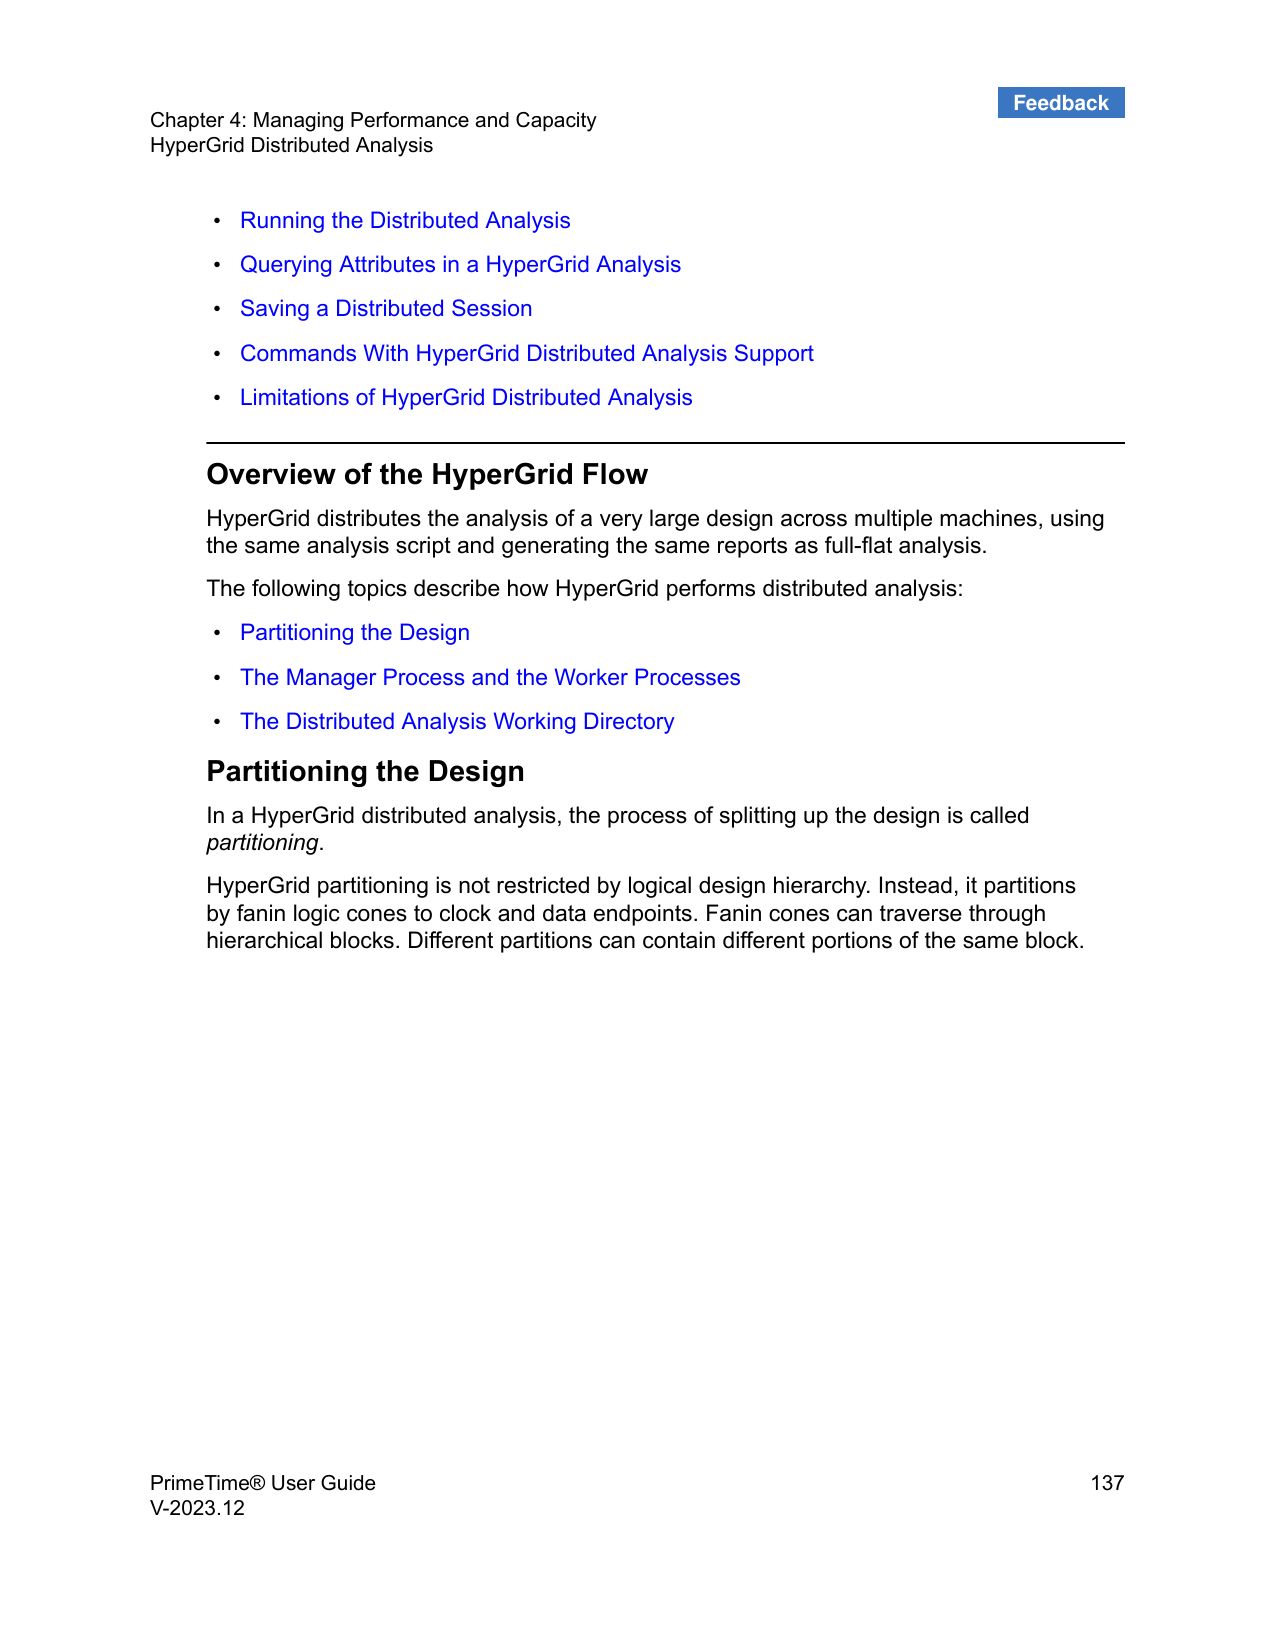 Feedback
Chapter 4: Managing Performance and Capacity
HyperGrid Distributed Analysis
• Running the Distributed Analysis
• Querying Attributes in a HyperGrid Analysis
• Saving a Distributed Session
• Commands With HyperGrid Distributed Analysis Support
• Limitations of HyperGrid Distributed Analysis
Overview of the HyperGrid Flow
HyperGrid distributes the analysis of a very large design across multiple machines, using
the same analysis script and generating the same reports as full-flat analysis.
The following topics describe how HyperGrid performs distributed analysis:
• Partitioning the Design
• The Manager Process and the Worker Processes
• The Distributed Analysis Working Directory
Partitioning the Design
In a HyperGrid distributed analysis, the process of splitting up the design is called
partitioning.
HyperGrid partitioning is not restricted by logical design hierarchy. Instead, it partitions
by fanin logic cones to clock and data endpoints. Fanin cones can traverse through
hierarchical blocks. Different partitions can contain different portions of the same block.
PrimeTime® User Guide 137
V-2023.12